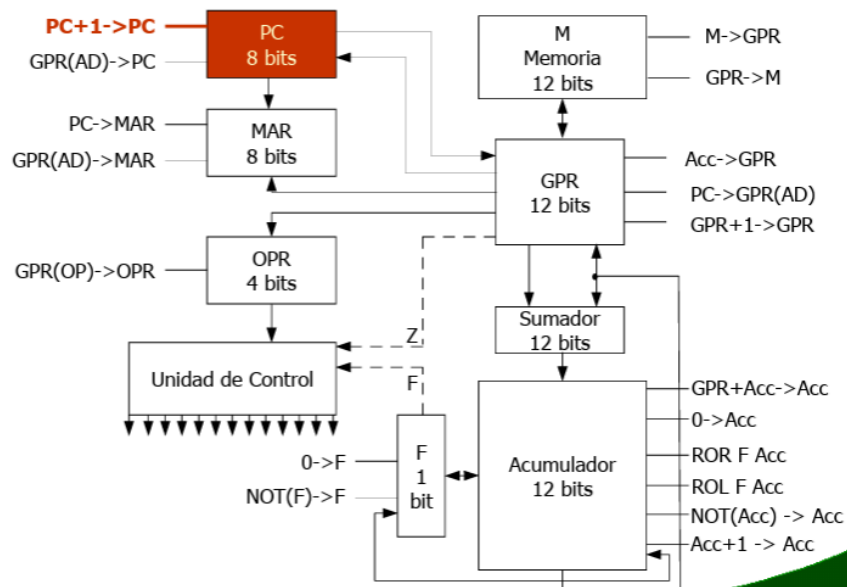 PC+1->PC
PC
8 bits
GPR(AD)->PC
M
Memoria
12 bits
M->GPR
GPR->M
PC->MAR
MAR
8 bits
GPR(AD)->MAR
GPR
12 bits
Acc->GPR
PC->GPR(AD)
GPR+1->GPR
GPR(OP)->OPR
OPR
4 bits
Sumador
12 bits
Z
Unidad de Control
F
GPR+Acc->Acc
0->Acc
0->F
F
1
bit
Acumulador
12 bits
ROR F Acc
NOT(F)->F
ROL F Acc
NOT(Acc) -> Acc
Acc+1 -> Acc